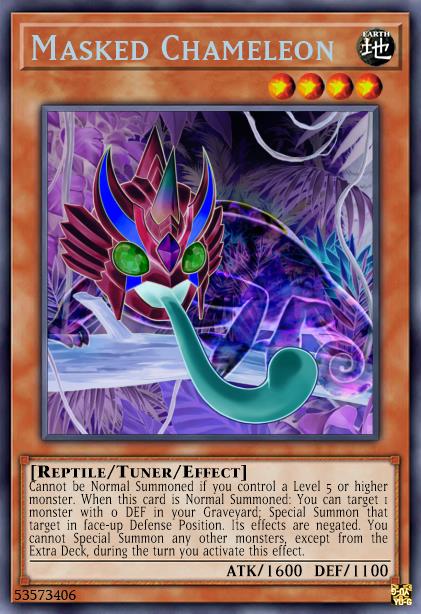 MASKED CHAMELEON
EARTH
地
[REPTILE/TUNER/EFFECT]
Cannot be Normal Summoned if you control a Level 5 or higher
monster. When this card is Normal Summoned: You can target 1
monster with 0 DEF in your Graveyard; Special Summon that
target in face-up Defense Position. Its effects are negated. You
cannot Special Summon any other monsters, except from the
Extra Deck, during the turn you activate this effect.
ATK/1600 DEF/1100
53573406